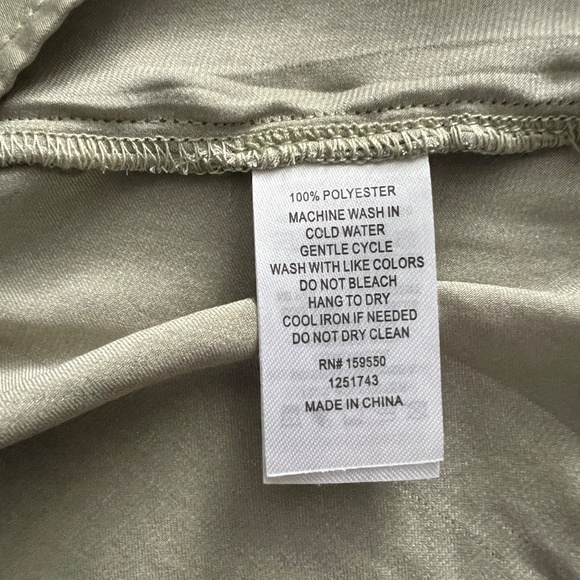 100% POLYESTER
MACHINE WASH IN
COLD WATER
GENTLE CYCLE
WASH WITH LIKE COLORS
DO NOT BLEACH
HANG TO DRY
COOL IRON IF NEEDED
DO NOT DRY CLEAN
RN# 159550
1251743
MADE IN CHINA